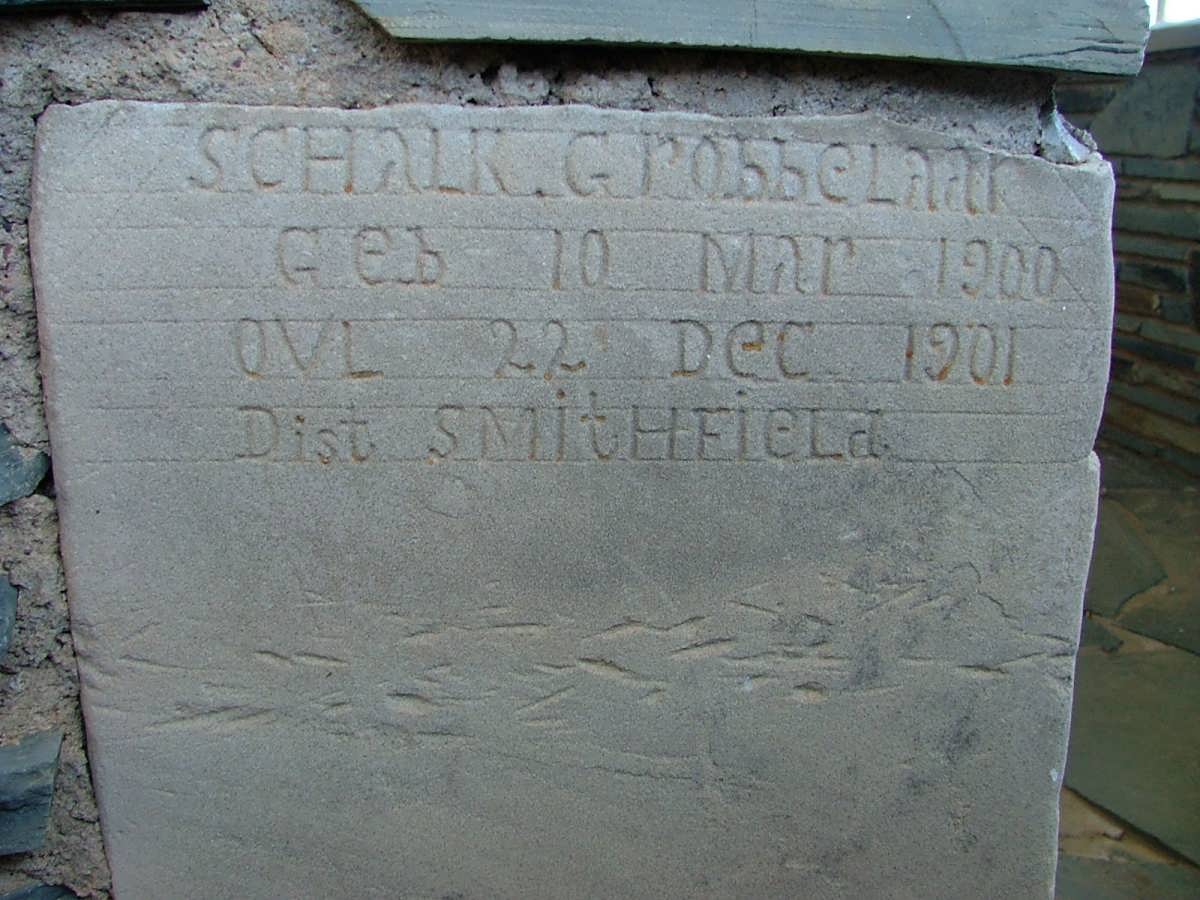 SCHALK. GrobbeLaar
Geb 10 Mar 1900
OVL 22 Dec 1901
Dist SMitHFieLd